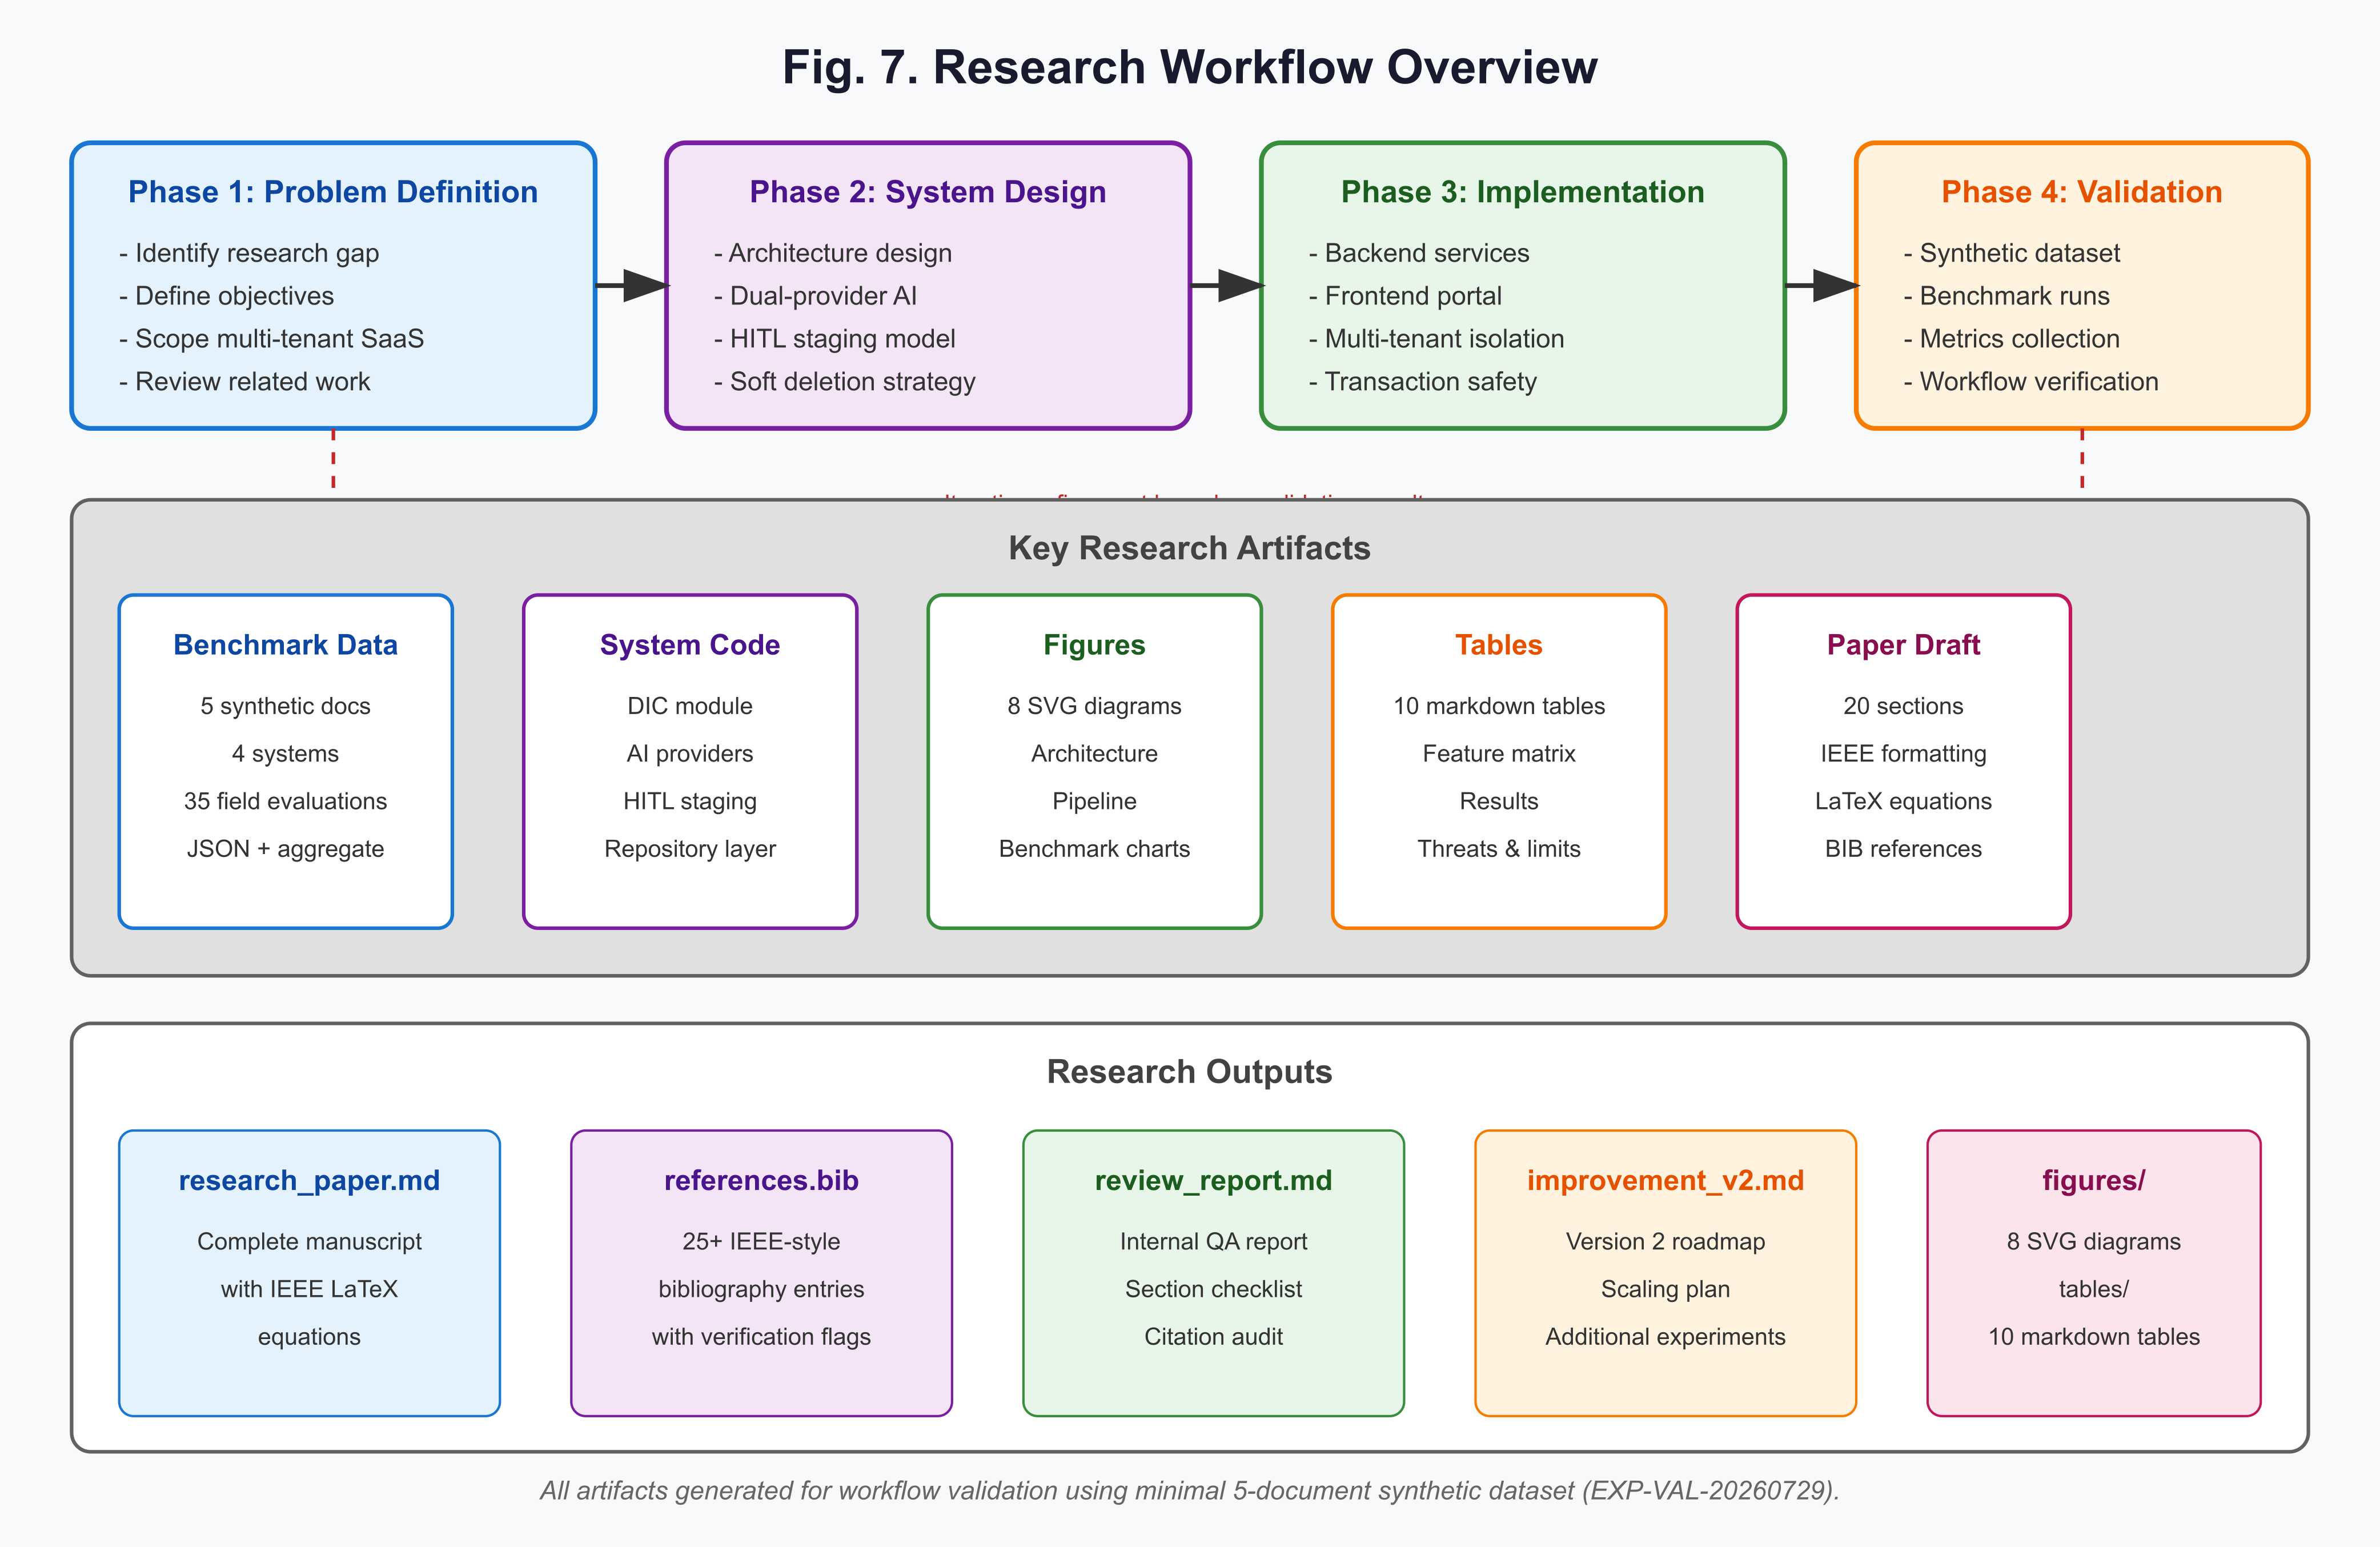 Fig. 7. Research Workflow Overview
Phase 1: Problem Definition
- Identify research gap
- Define objectives
- Scope multi-tenant SaaS
- Review related work
Phase 2: System Design
- Architecture design
- Dual-provider AI
- HITL staging model
- Soft deletion strategy
Phase 3: Implementation
- Backend services
- Frontend portal
- Multi-tenant isolation
- Transaction safety
Phase 4: Validation
- Synthetic dataset
- Benchmark runs
- Metrics collection
- Workflow verification
Key Research Artifacts
Benchmark Data
5 synthetic docs
4 systems
35 field evaluations
JSON + aggregate
System Code
DIC module
AI providers
HITL staging
Repository layer
Figures
8 SVG diagrams
Architecture
Pipeline
Benchmark charts
Tables
10 markdown tables
Feature matrix
Results
Threats & limits
Paper Draft
20 sections
IEEE formatting
LaTeX equations
BIB references
Research Outputs
research_paper.md
Complete manuscript
with IEEE LaTeX
equations
references.bib
25+ IEEE-style
bibliography entries
with verification flags
review_report.md
Internal QA report
Section checklist
Citation audit
improvement_v2.md
Version 2 roadmap
Scaling plan
Additional experiments
figures/
8 SVG diagrams
tables/
10 markdown tables
All artifacts generated for workflow validation using minimal 5-document synthetic dataset (EXP-VAL-20260729).